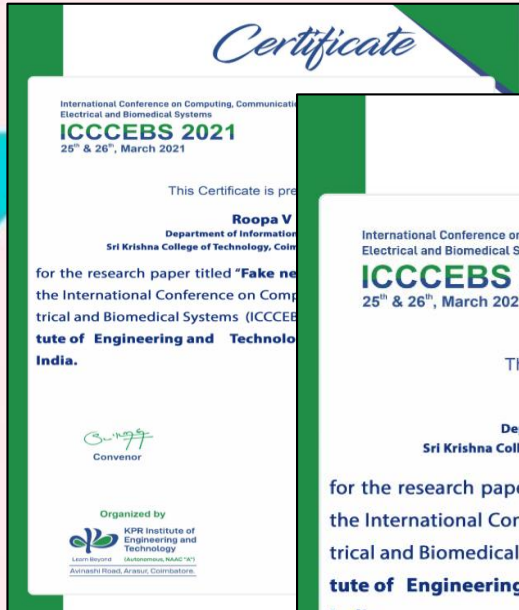 Certificate
International Conference on Computing, Communication
Electrical and Biomedical Systems
ICCCEBS 2021
25th & 26th, March 2021
This Certificate is pre
Roopa V
Department of Information
Sri Krishna College of Technology, Coim
for the research paper titled "Fake ne
the International Conference on Comp
trical and Biomedical Systems (ICCCEB
tute of Engineering and Technolo
India.
Convenor
Organized by
KPR Institute of
Engineering and
Technology
Learn Beyond (Autonomous, NAAC "A")
Avinashi Road, Arasur, Coimbatore.
International Conference on
Electrical and Biomedical S
ICCCEBS
25th & 26th, March 202
Th
De
Sri Krishna Coll
for the research pape
the International Con
trical and Biomedical
tute of Engineering